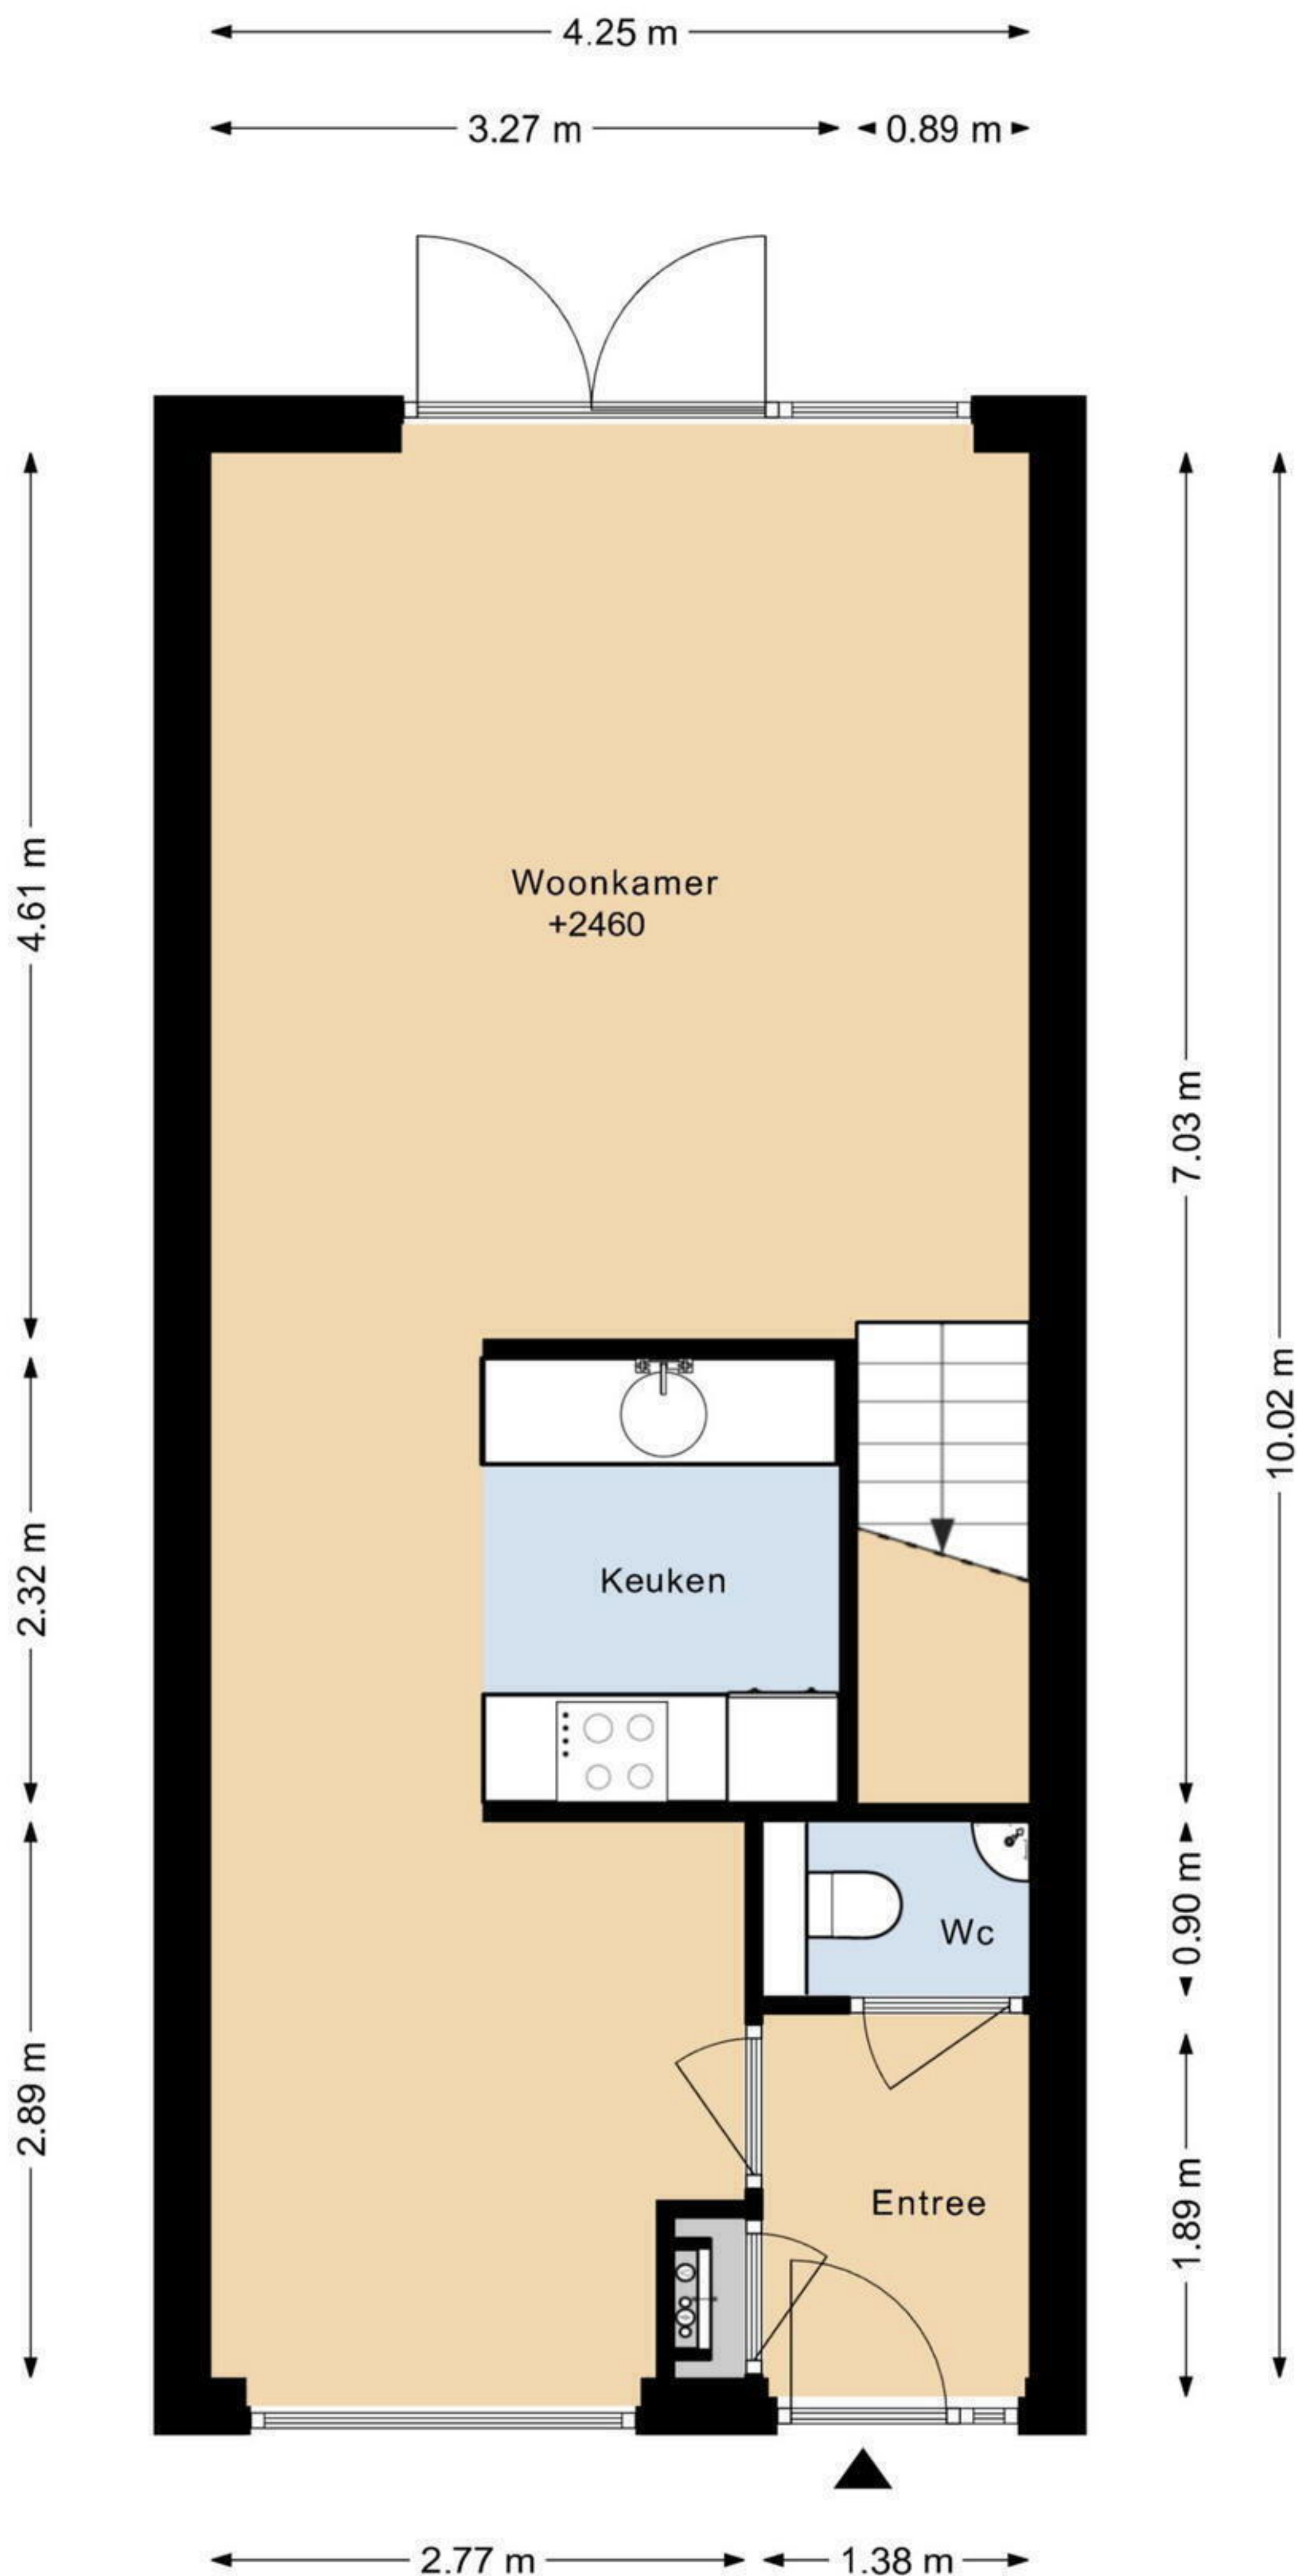 4.25 m
3.27 m
0.89 m
4.61 m
Woonkamer
+2460
7.03 m
10.02 m
2.32 m
Keuken
0.90 m
Wc
2.89 m
Entree
1.89 m
2.77 m
1.38 m